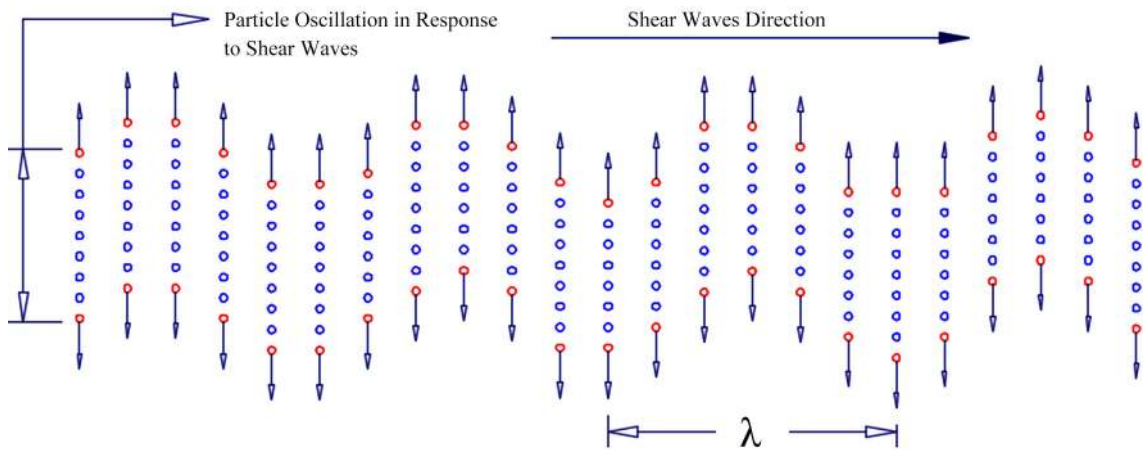 Particle Oscillation in Response
to Shear Waves
Shear Waves Direction
λ